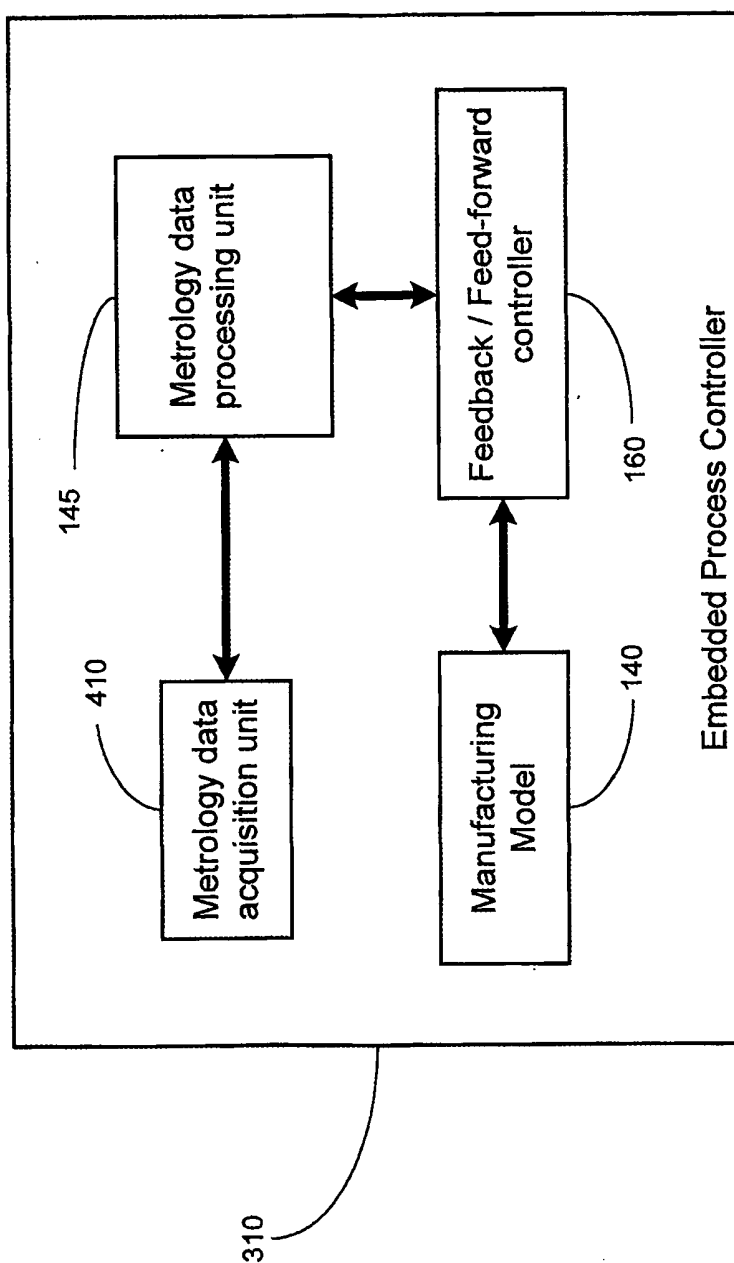 410
Metrology data
acquisition unit
145
Metrology data
processing unit
Manufacturing
Model
140
Feedback / Feed-forward
controller
160
310
Embedded Process Controller